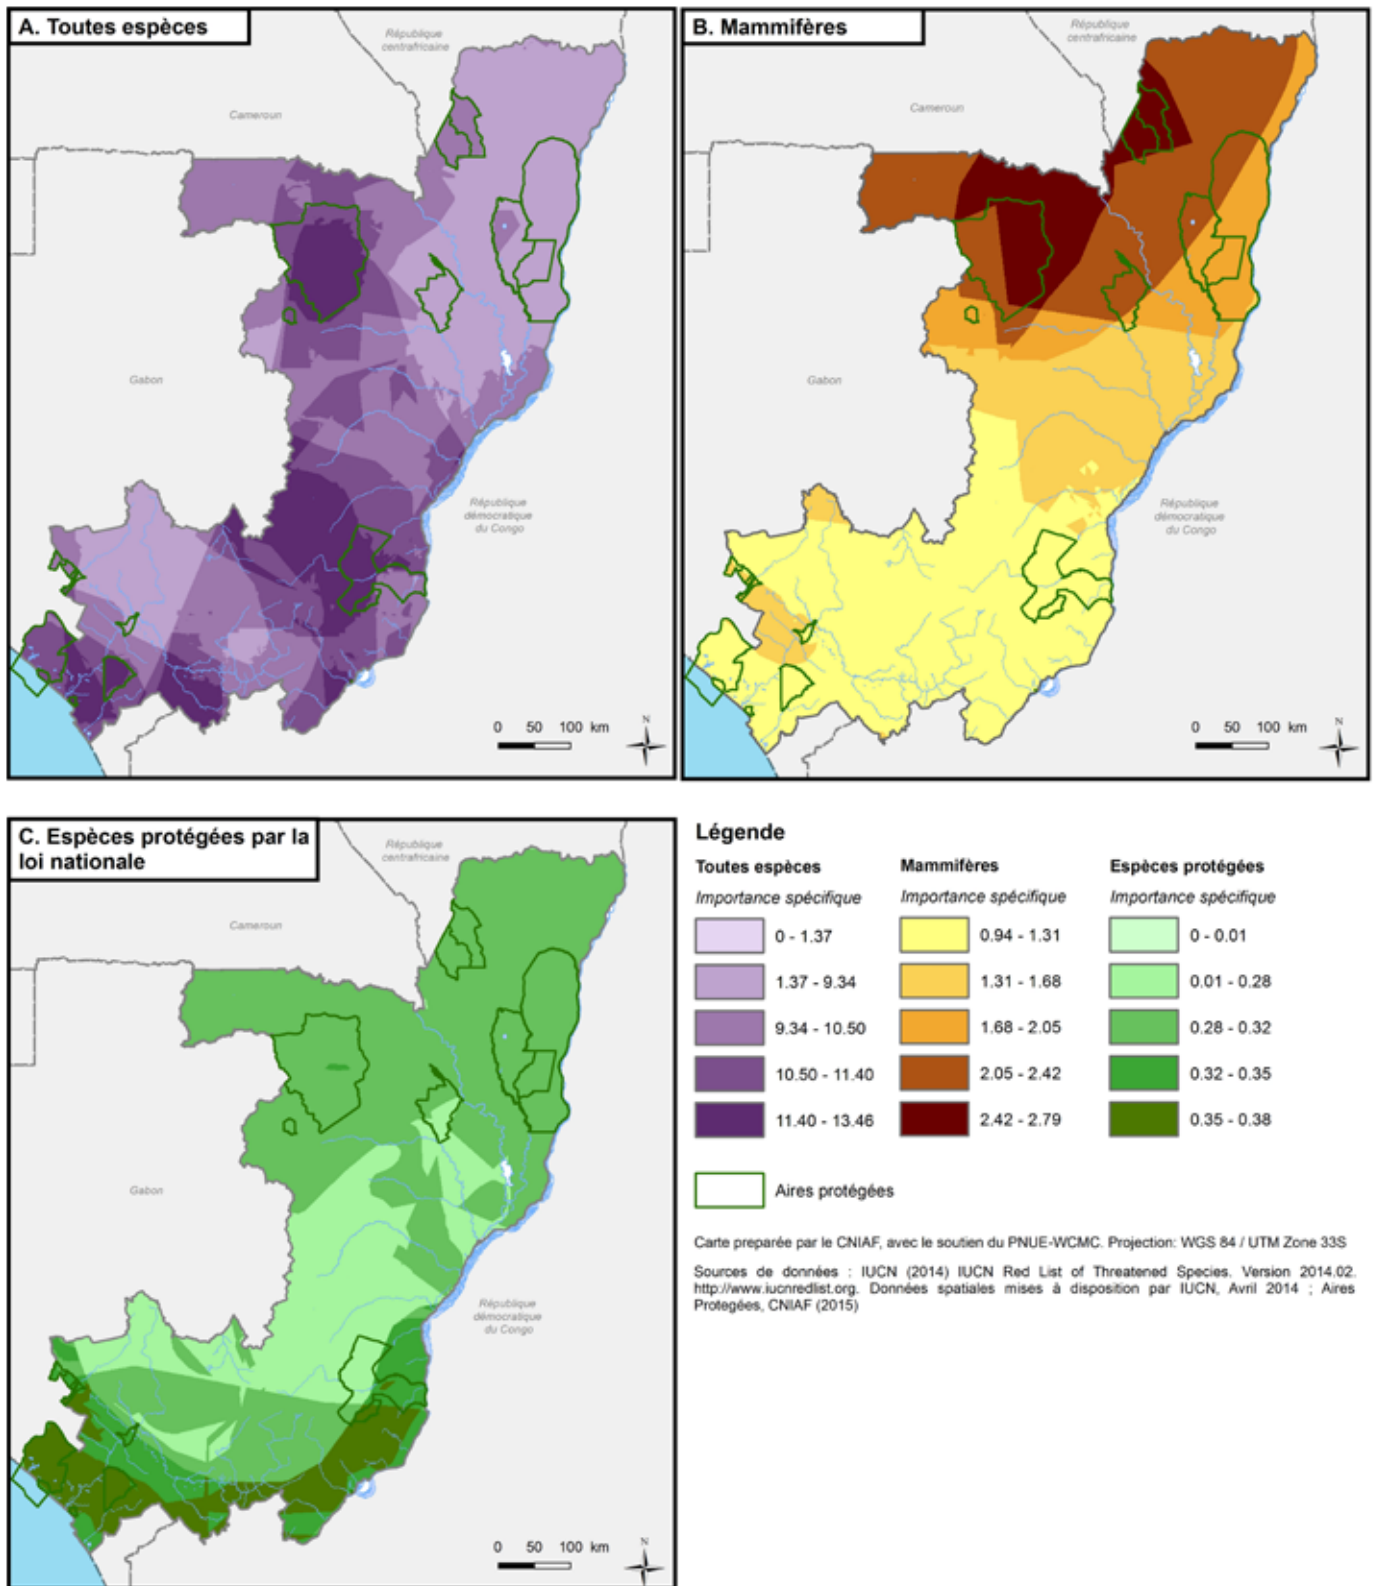 A. Toutes espèces
République
centrafricaine
Cameroun
Gabon
République
démocratique
du Congo
0 50 100 km
N
B. Mammifères
République
centrafricaine
Cameroun
Gabon
République
démocratique
du Congo
0 50 100 km
N
C. Espèces protégées par la
loi nationale
République
centrafricaine
Cameroun
Gabon
République
démocratique
du Congo
0 50 100 km
N
Légende
Toutes espèces
Importance spécifique
0 - 1.37
1.37 - 9.34
9.34 - 10.50
10.50 - 11.40
11.40 - 13.46
Mammifères
Importance spécifique
0.94 - 1.31
1.31 - 1.68
1.68 - 2.05
2.05 - 2.42
2.42 - 2.79
Espèces protégées
Importance spécifique
0 - 0.01
0.01 - 0.28
0.28 - 0.32
0.32 - 0.35
0.35 - 0.38
Aires protégées
Carte preparée par le CNIAF, avec le soutien du PNUE-WCMC. Projection: WGS 84 / UTM Zone 33S
Sources de données : IUCN (2014) IUCN Red List of Threatened Species. Version 2014.02.
http://www.iucnredlist.org. Données spatiales mises à disposition par IUCN, Avril 2014 ; Aires
Protegées, CNIAF (2015)